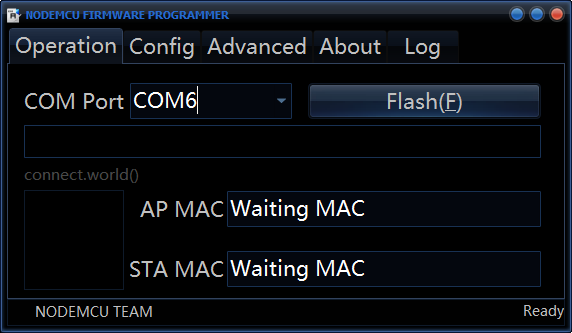 NODEMCU FIRMWARE PROGRAMMER
Operation Config Advanced About Log
COM Port COM6 Flash(F)
connect.world()
AP MAC Waiting MAC
STA MAC Waiting MAC
NODEMCU TEAM Ready